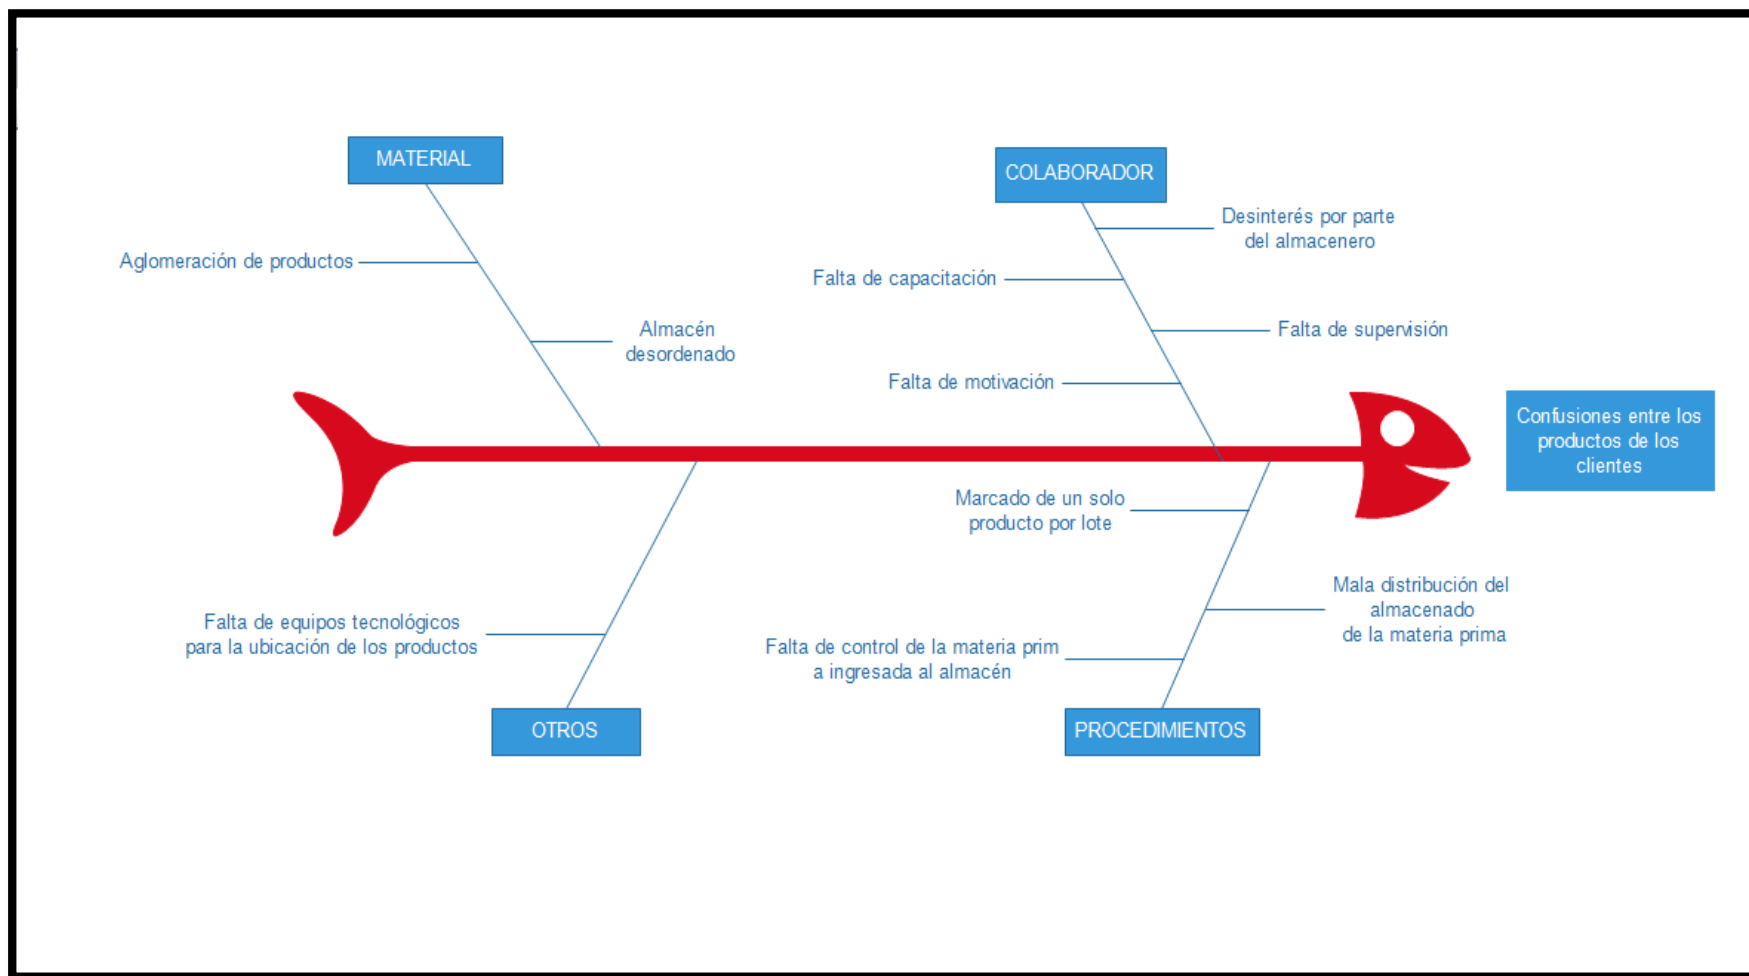 MATERIAL
COLABORADOR
Desinterés por parte
del almacenero
Aglomeración de productos
Falta de capacitación
Almacén
desordenado
Falta de supervisión
Falta de motivación
Confusiones entre los
productos de los
clientes
Marcado de un solo
producto por lote
Mala distribución del
almacenado
de la materia prima
Falta de equipos tecnológicos
para la ubicación de los productos
Falta de control de la materia prim
a ingresada al almacén
OTROS
PROCEDIMIENTOS